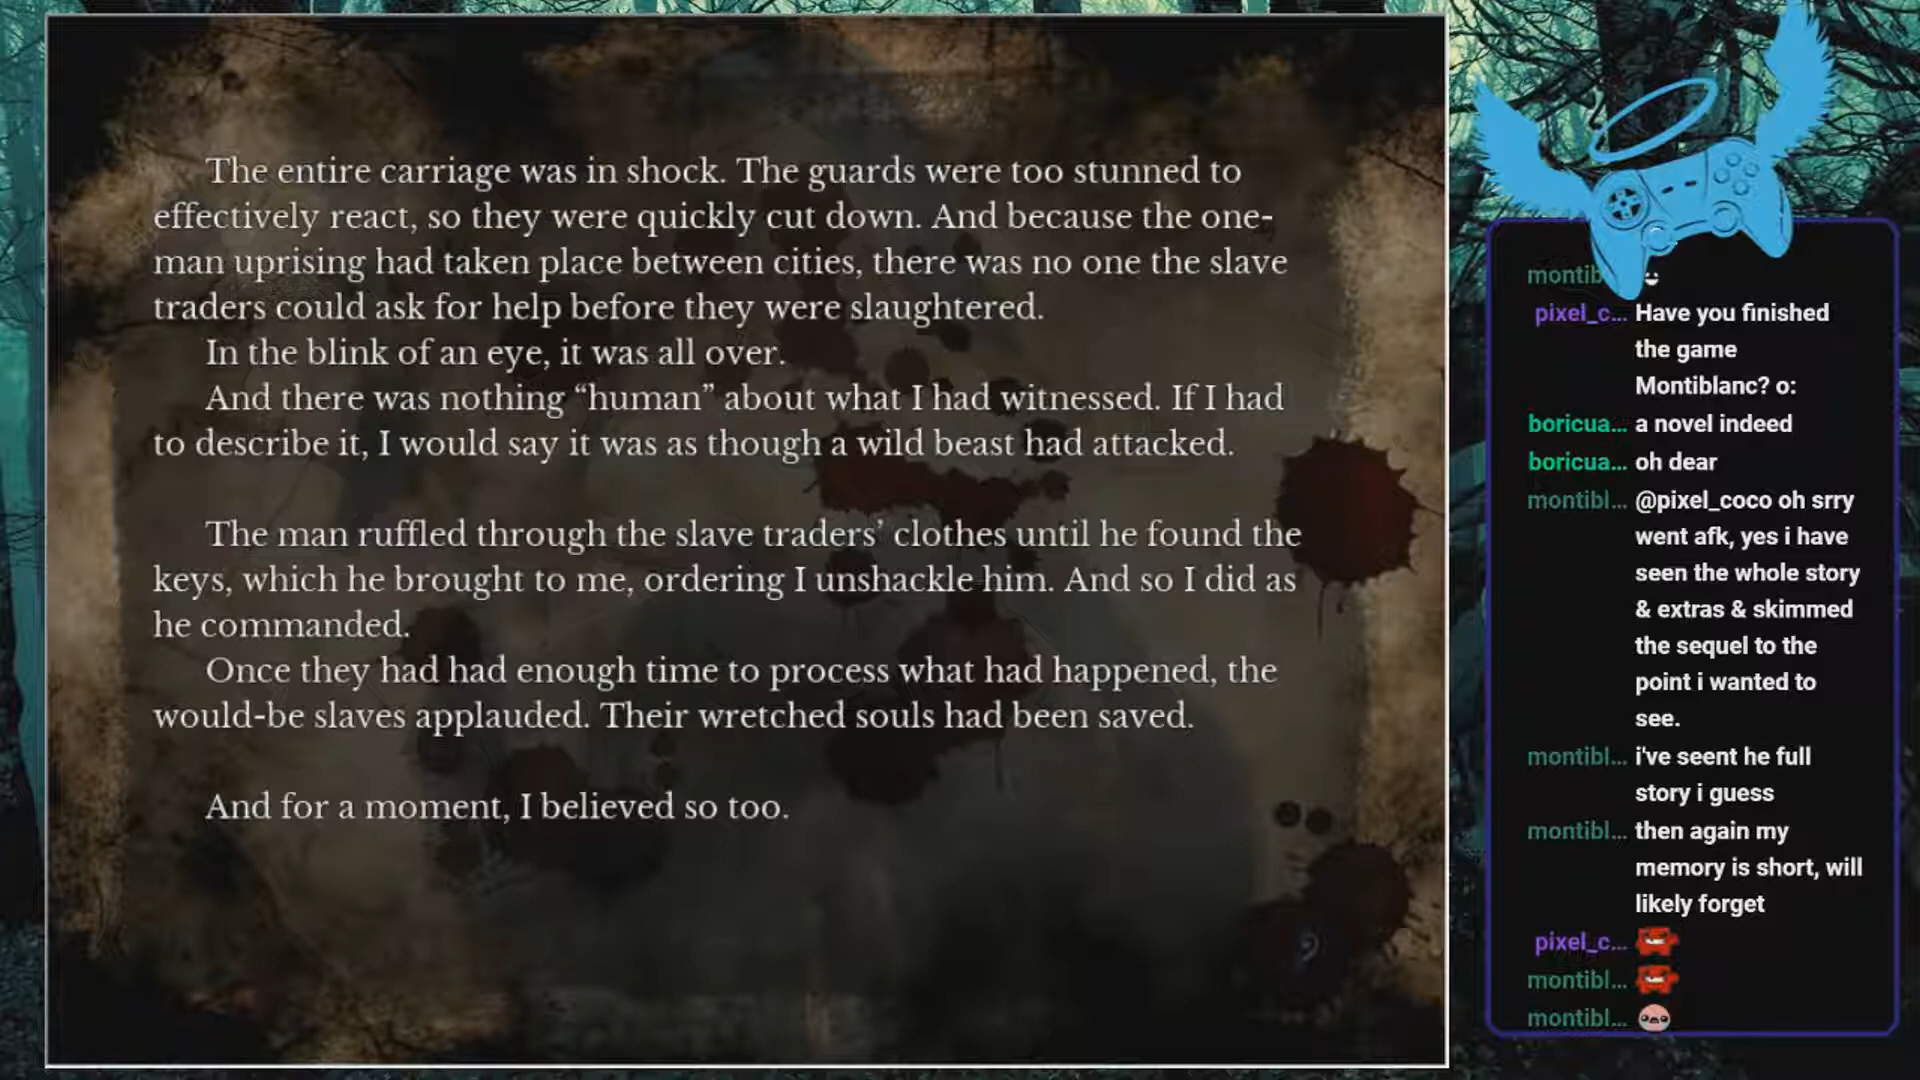 The entire carriage was in shock. The guards were too stunned to
effectively react, so they were quickly cut down. And because the one-
man uprising had taken place between cities, there was no one the slave
traders could ask for help before they were slaughtered.
In the blink of an eye, it was all over.
And there was nothing “human” about what I had witnessed. If I had
to describe it, I would say it was as though a wild beast had attacked.
The man ruffled through the slave traders’ clothes until he found the
keys, which he brought to me, ordering I unshackle him. And so I did as
he commanded.
Once they had had enough time to process what had happened, the
would-be slaves applauded. Their wretched souls had been saved.
And for a moment, I believed so too.
montib
pixel_c... Have you finished
the game
Montiblanc? o:
boricua... a novel indeed
boricua... oh dear
montibl... @pixel_coco oh srry
went afk, yes i have
seen the whole story
& extras & skimmed
the sequel to the
point i wanted to
see.
montibl... i've seent he full
story i guess
montibl... then again my
memory is short, will
likely forget
pixel_c...
montibl...
montibl...